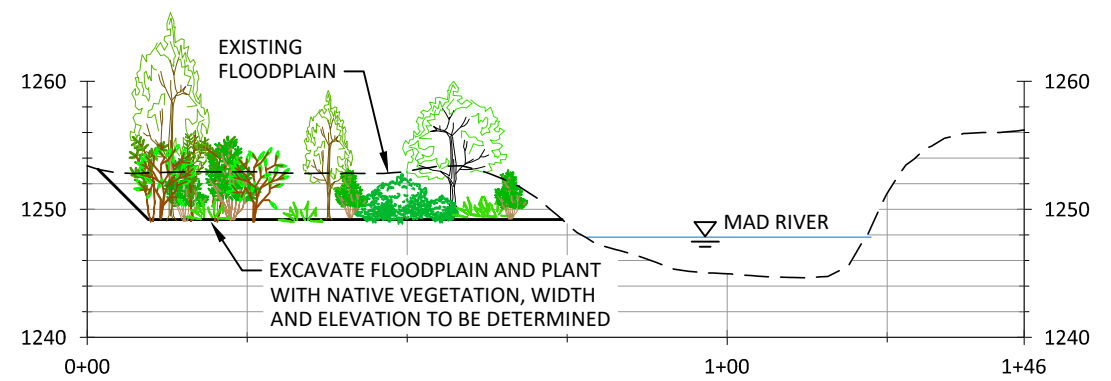 EXISTING
FLOODPLAIN
1260
1260
1250
1250
MAD RIVER
EXCAVATE FLOODPLAIN AND PLANT
WITH NATIVE VEGETATION, WIDTH
AND ELEVATION TO BE DETERMINED
1240
1240
0+00
1+00
1+46